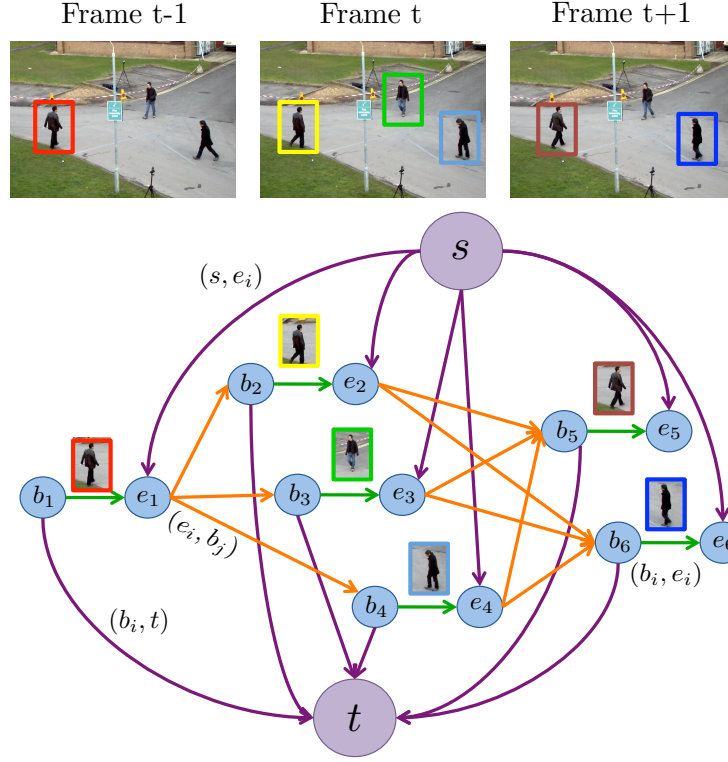 Frame t-1 Frame t Frame t+1
s
(s, e_i)
b_2 e_2
b_5 e_5
b_1 e_1 b_3 e_3
(e_i, b_j)
b_6 e_6
(b_i, e_i)
b_4 e_4
(b_i, t)
t